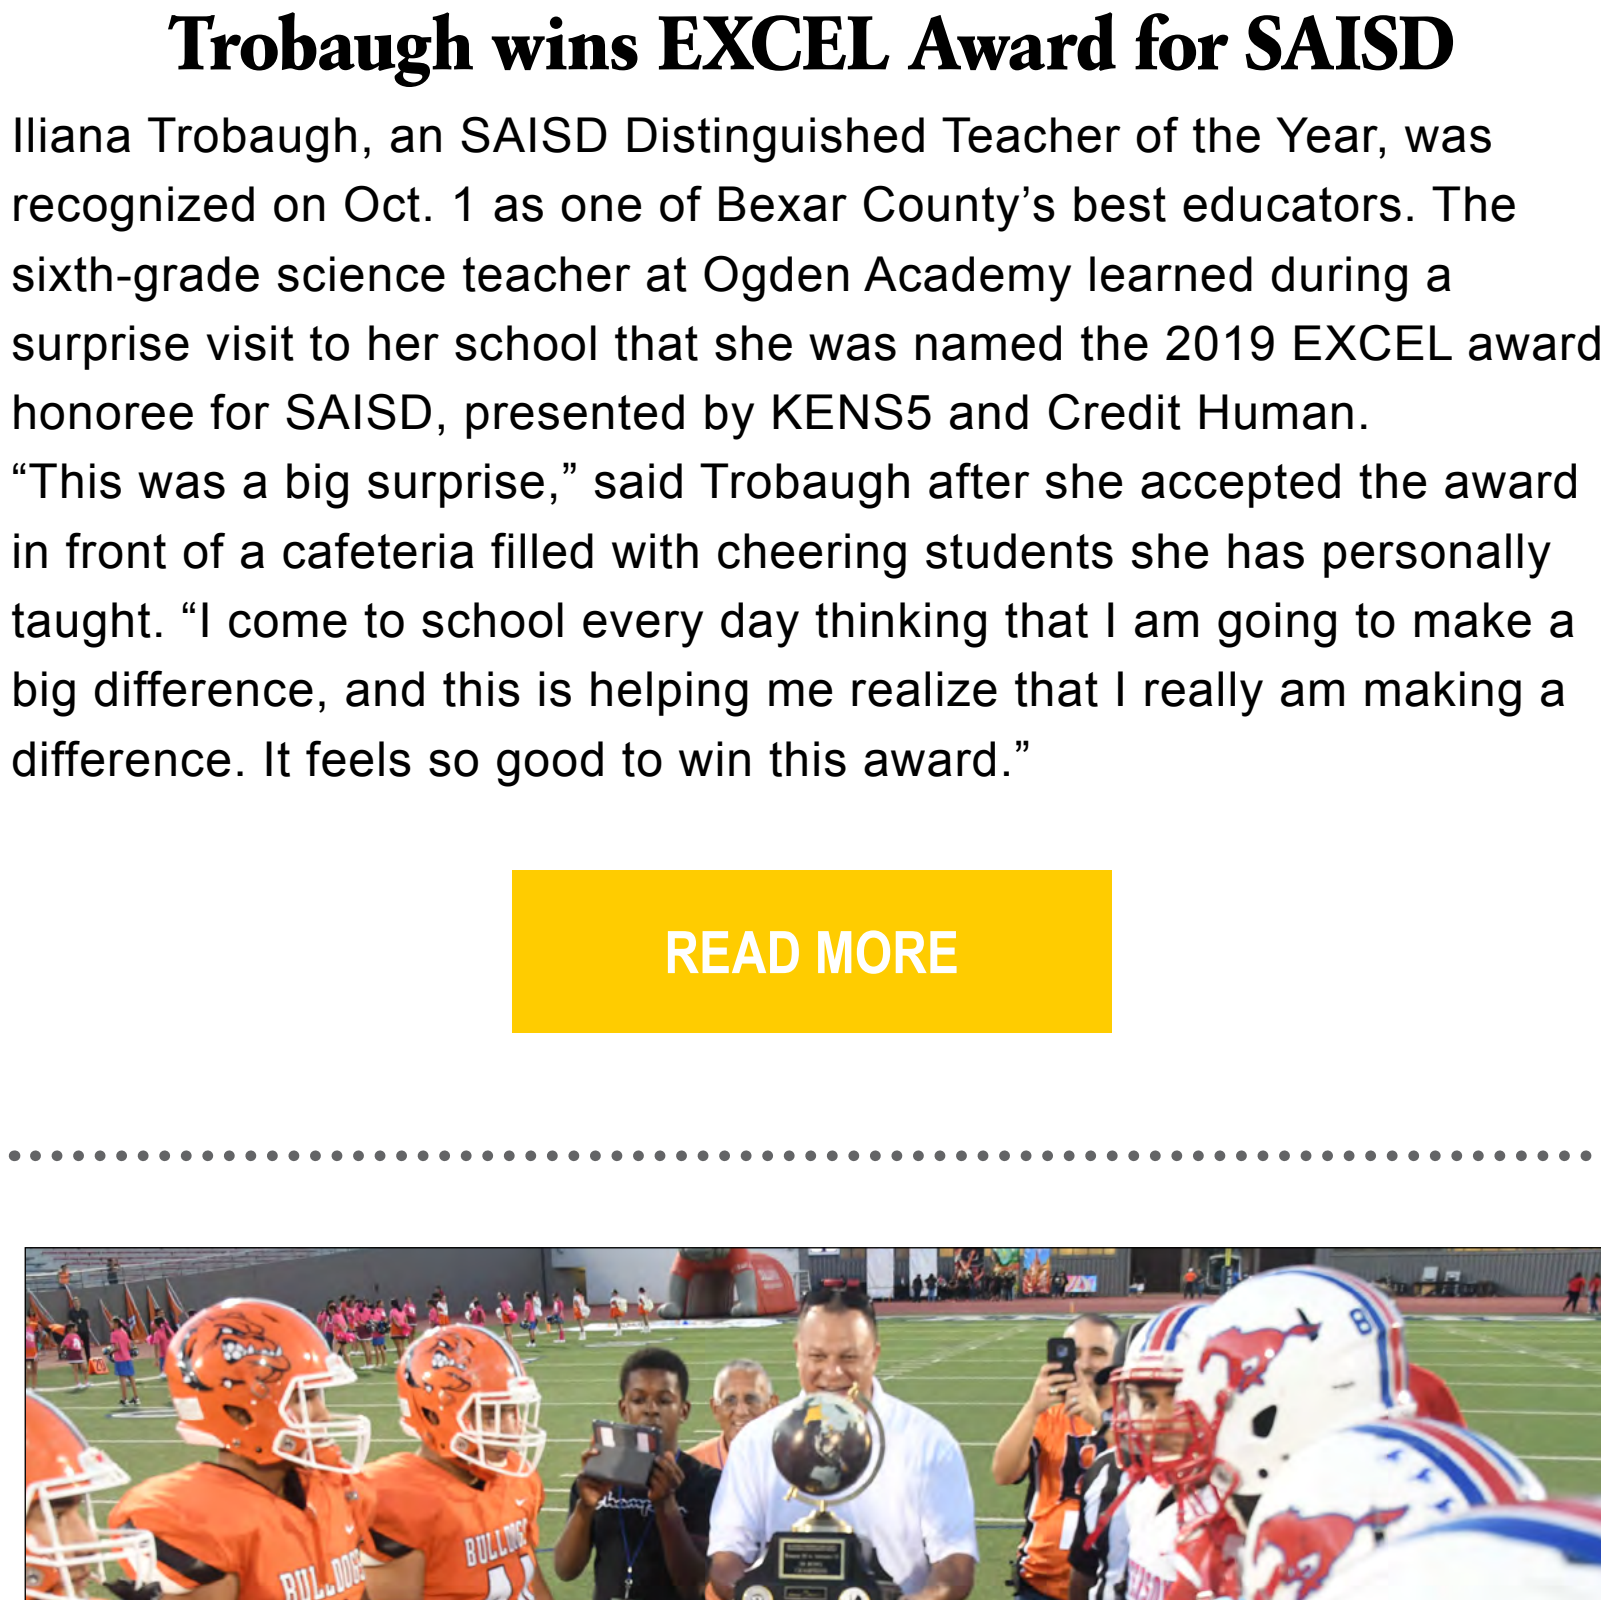 Trobaugh wins EXCEL Award for SAISD
Iliana Trobaugh, an SAISD Distinguished Teacher of the Year, was
recognized on Oct. 1 as one of Bexar County’s best educators. The
sixth-grade science teacher at Ogden Academy learned during a
surprise visit to her school that she was named the 2019 EXCEL award
honoree for SAISD, presented by KENS5 and Credit Human.
“This was a big surprise,” said Trobaugh after she accepted the award
in front of a cafeteria filled with cheering students she has personally
taught. “I come to school every day thinking that I am going to make a
big difference, and this is helping me realize that I really am making a
difference. It feels so good to win this award.”
READ MORE
8
BULLDOGS
BULLDOGS